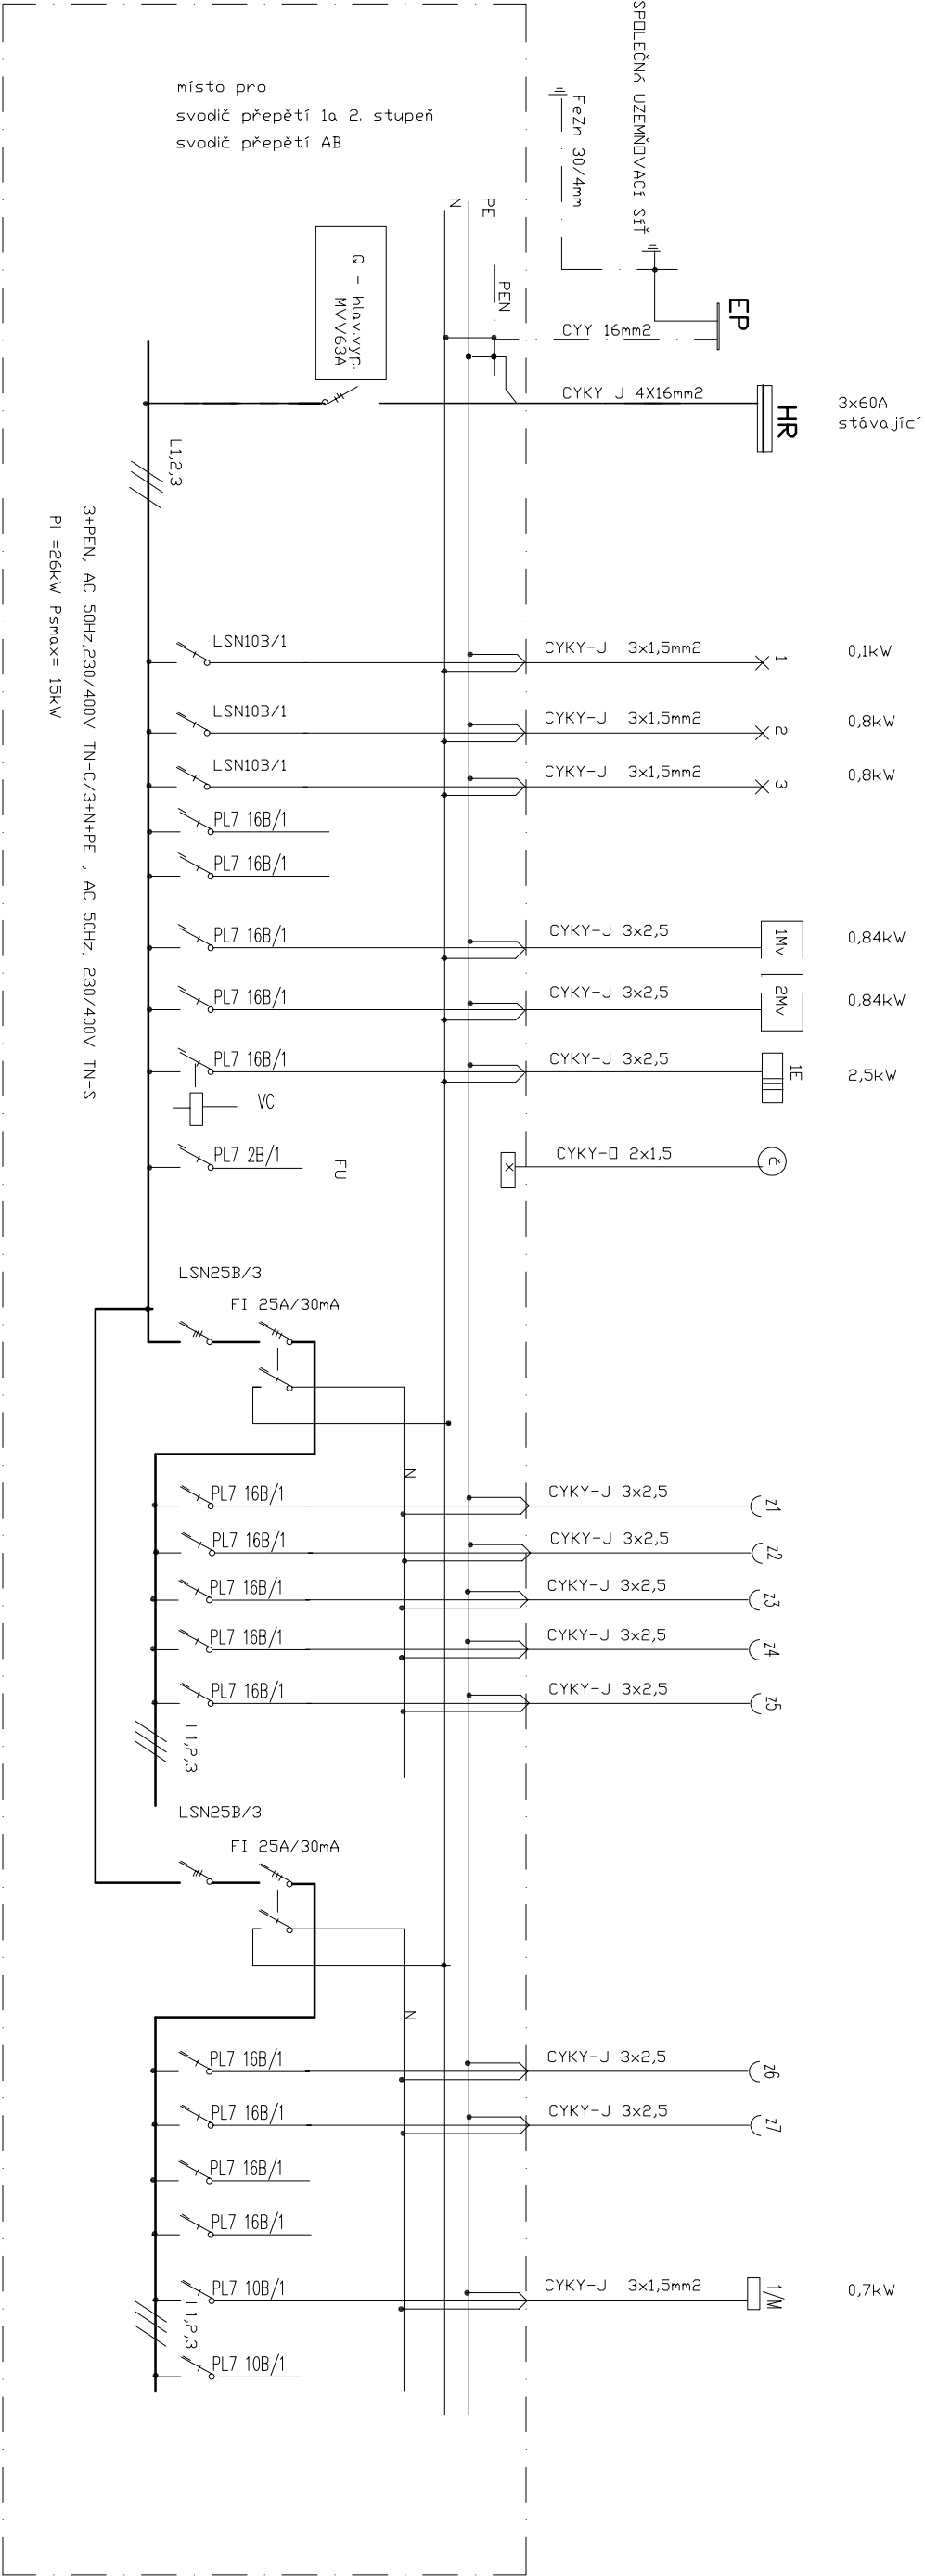 SPOLEČNÁ UZEMŇOVACÍ SÍŤ
místo pro
svodič přepětí 1a 2. stupeň
svodič přepětí AB
FeZn 30/4mm
N
PE
PEN
Q - hlav.vyp.
MVV63A
EP
CYY 16mm2
CYKY J 4X16mm2
HR
3x60A
stávající
L1,2,3
3+PEN, AC 50Hz,230/400V TN-C/3+N+PE , AC 50Hz, 230/400V TN-S
Pi =26kW Psmax= 15kW
LSN10B/1 CYKY-J 3x1,5mm2 1 0,1kW
LSN10B/1 CYKY-J 3x1,5mm2 2 0,8kW
LSN10B/1 CYKY-J 3x1,5mm2 3 0,8kW
PL7 16B/1
PL7 16B/1
PL7 16B/1 CYKY-J 3x2,5 1Mv 0,84kW
PL7 16B/1 CYKY-J 3x2,5 2Mv 0,84kW
PL7 16B/1 CYKY-J 3x2,5 1E 2,5kW
VC
PL7 2B/1 FU CYKY-O 2x1,5 č
LSN25B/3
FI 25A/30mA
N
PL7 16B/1 CYKY-J 3x2,5 z1
PL7 16B/1 CYKY-J 3x2,5 z2
PL7 16B/1 CYKY-J 3x2,5 z3
PL7 16B/1 CYKY-J 3x2,5 z4
PL7 16B/1 CYKY-J 3x2,5 z5
L1,2,3
LSN25B/3
FI 25A/30mA
N
PL7 16B/1 CYKY-J 3x2,5 z6
PL7 16B/1 CYKY-J 3x2,5 z7
PL7 16B/1
PL7 16B/1
PL7 10B/1 CYKY-J 3x1,5mm2 1/M 0,7kW
L1,2,3
PL7 10B/1